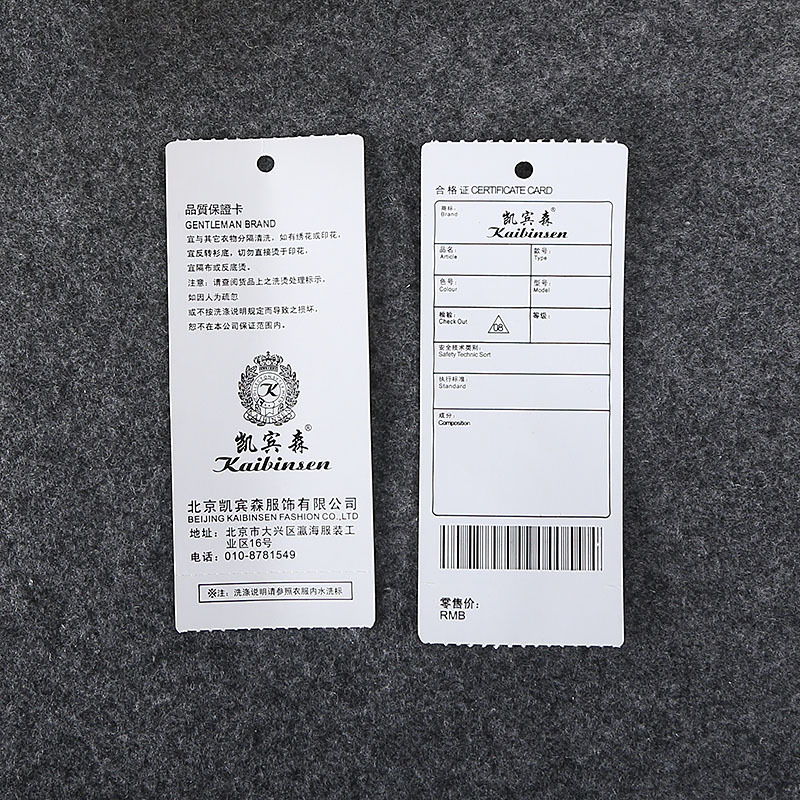 品質保證卡
GENTLEMAN BRAND
宜与其它衣物分隔清洗，如有绣花或印花，
宜反转衫底，切勿直接烫于印花，
宜隔布或反底烫。
注意：请查阅货品上之洗烫处理标示，
如因人为疏忽
或不按洗涤说明规定而导致之损坏，
恕不在本公司保证范围内。
K
凯宾森®
Kaibinsen
北京凯宾森服饰有限公司
BEIJING KAIBINSEN FASHION CO.,LTD
地址：北京市大兴区瀛海服装工
业区16号
电话：010-8781549
※注：洗涤说明请参照衣服内水洗标
合格证 CERTIFICATE CARD
商标：
Brand
凯宾森®
Kaibinsen
品名：
Article
款号：
Type
色号：
Colour
型号：
Model
检验：
Check Out
08
等级：
安全技术类别：
Safety Technic Sort
执行标准：
Standard
成分：
Composition
零售价：
RMB